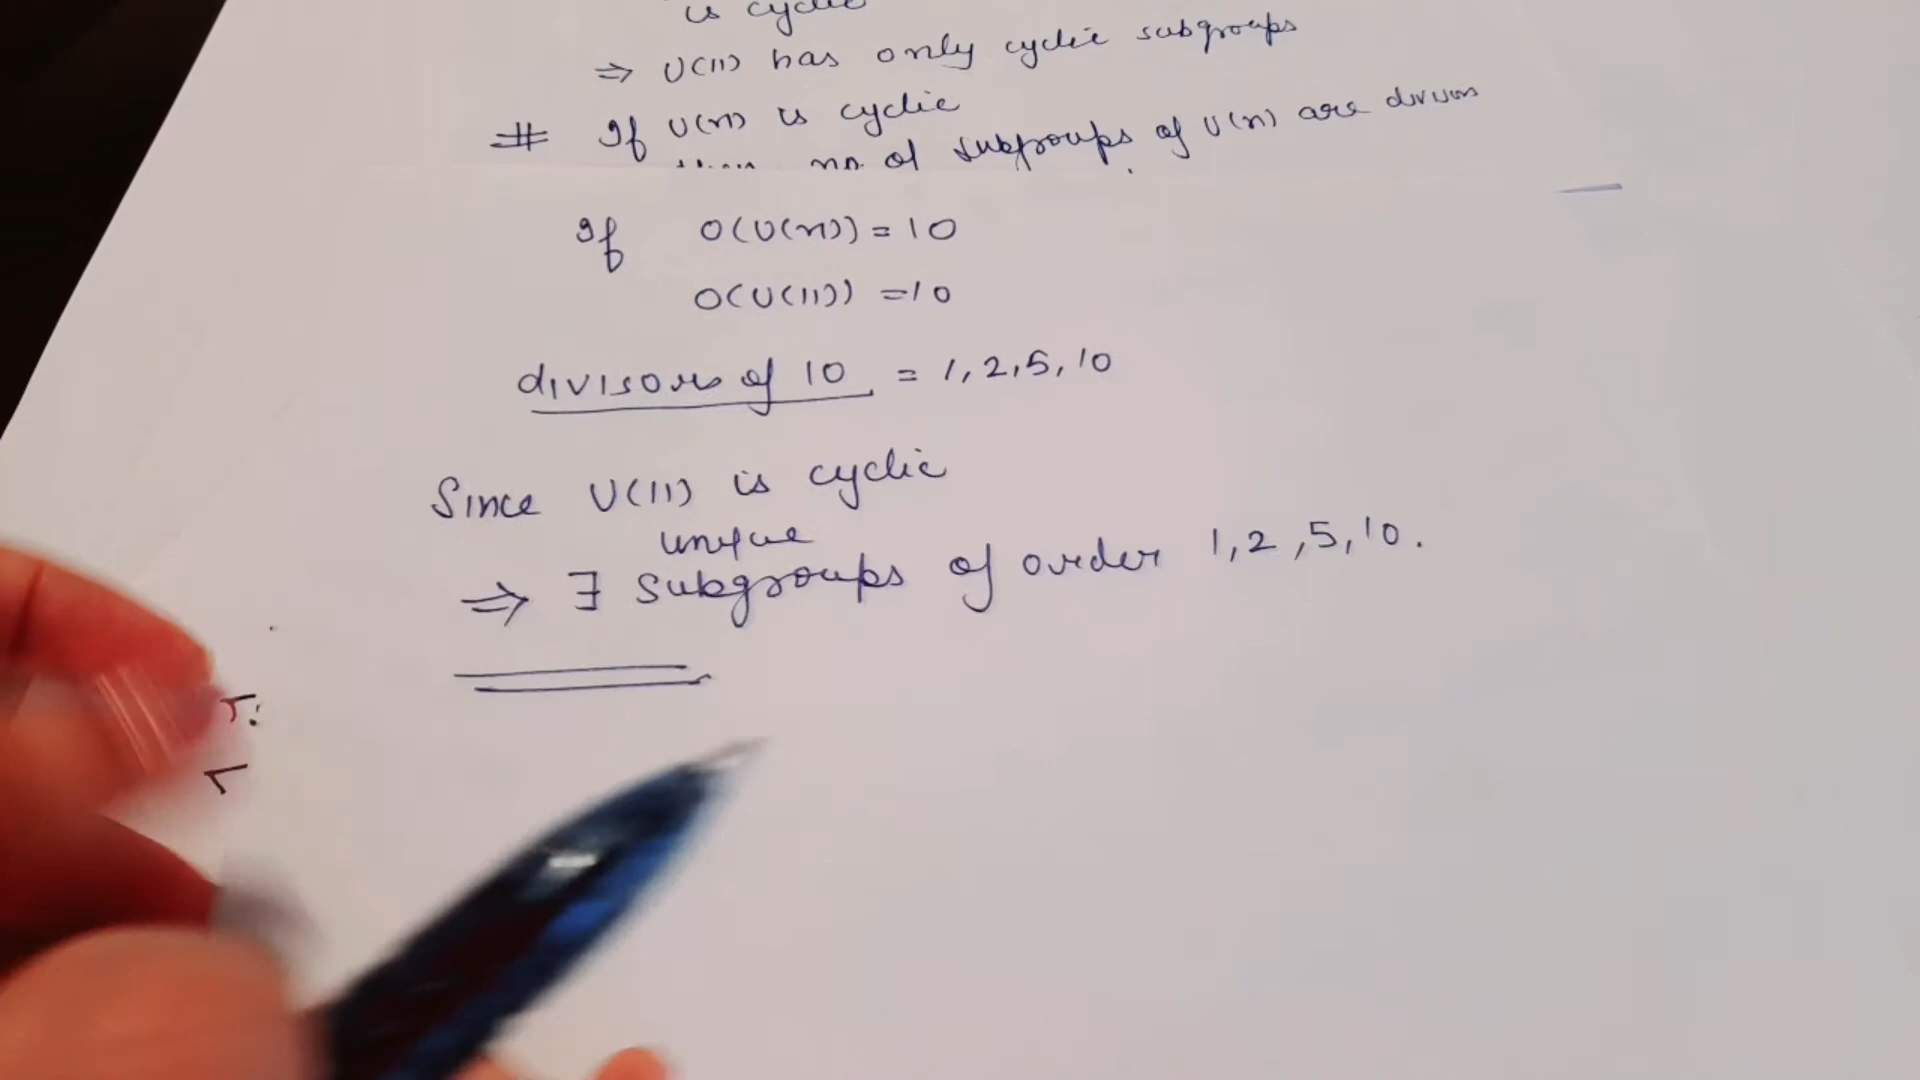 is cyclic
⇒ U(11) has only cyclic subgroups
# If U(n) is cyclic
no. of subgroups of U(n) are
If O(U(n)) = 10
O(U(11)) = 10
divisors of 10 = 1, 2, 5, 10
Since U(11) is cyclic
unique
⇒ ∃ subgroups of order 1, 2, 5, 10.